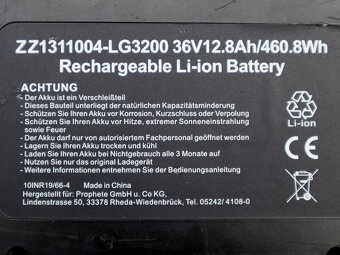 ZZ1311004-LG3200 36V12.8Ah/460.8Wh
Rechargeable Li-ion Battery
ACHTUNG
• Der Akku ist ein Verschleißteil
• Dieses Bauteil unterliegt der natürlichen Kapazitätsminderung
• Schützen Sie Ihren Akku vor Korrosion, Kurzschluss oder Verpolung
• Schützen Sie Ihren Akku vor Hitze, extremer Sonneneinstrahlung
sowie Feuer
• Der Akku darf nur von autorisiertem Fachpersonal geöffnet werden
• Lagern Sie Ihren Akku trocken und kühl
• Laden Sie Ihren Akku bei Nichtgebrauch alle 3 Monate auf
• Nutzen Sie nur das original Ladegerät
• Weitere Informationen entnehmen Sie der Bedienungsanleitung
Li-ion
CE
10INR19/66-4 Made in China
Hergestellt für: Prophete GmbH u. Co KG,
Lindenstrasse 50, 33378 Rheda-Wiedenbrück, Tel. 05242/ 4108-0